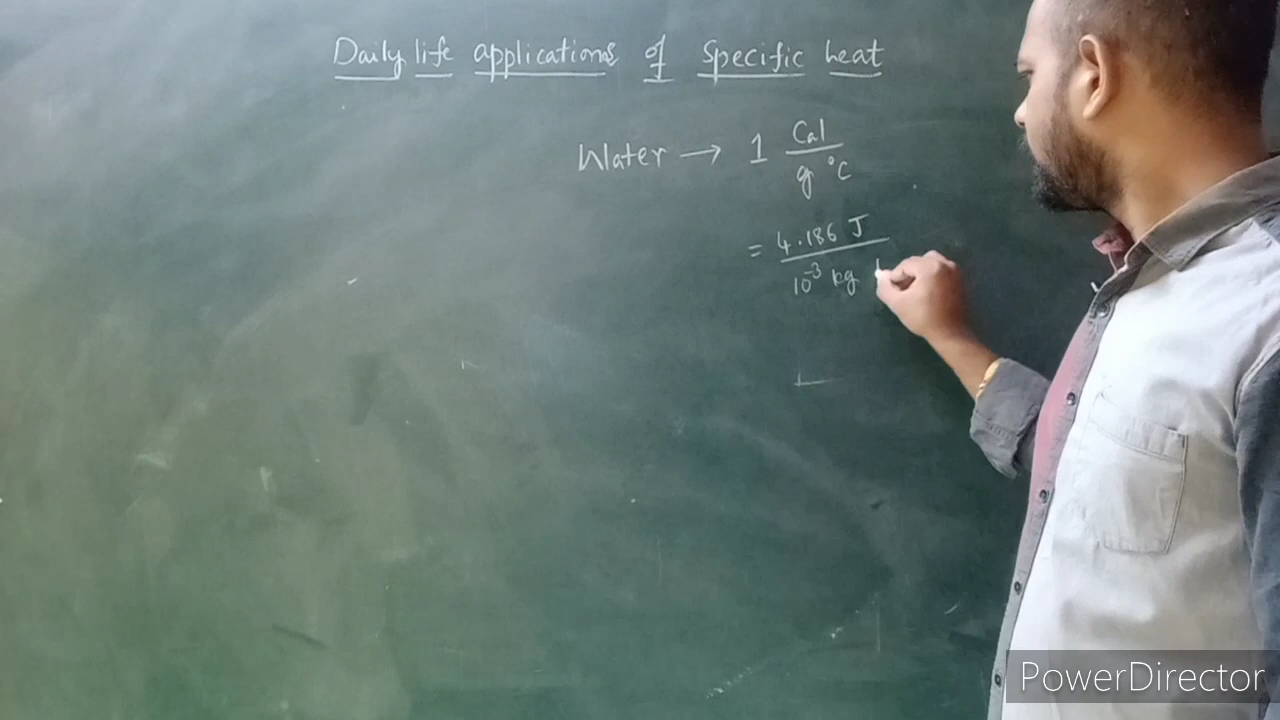 Daily life applications of specific heat
Water → 1 Cal / g °C
= 4.186 J / 10⁻³ kg
PowerDirector